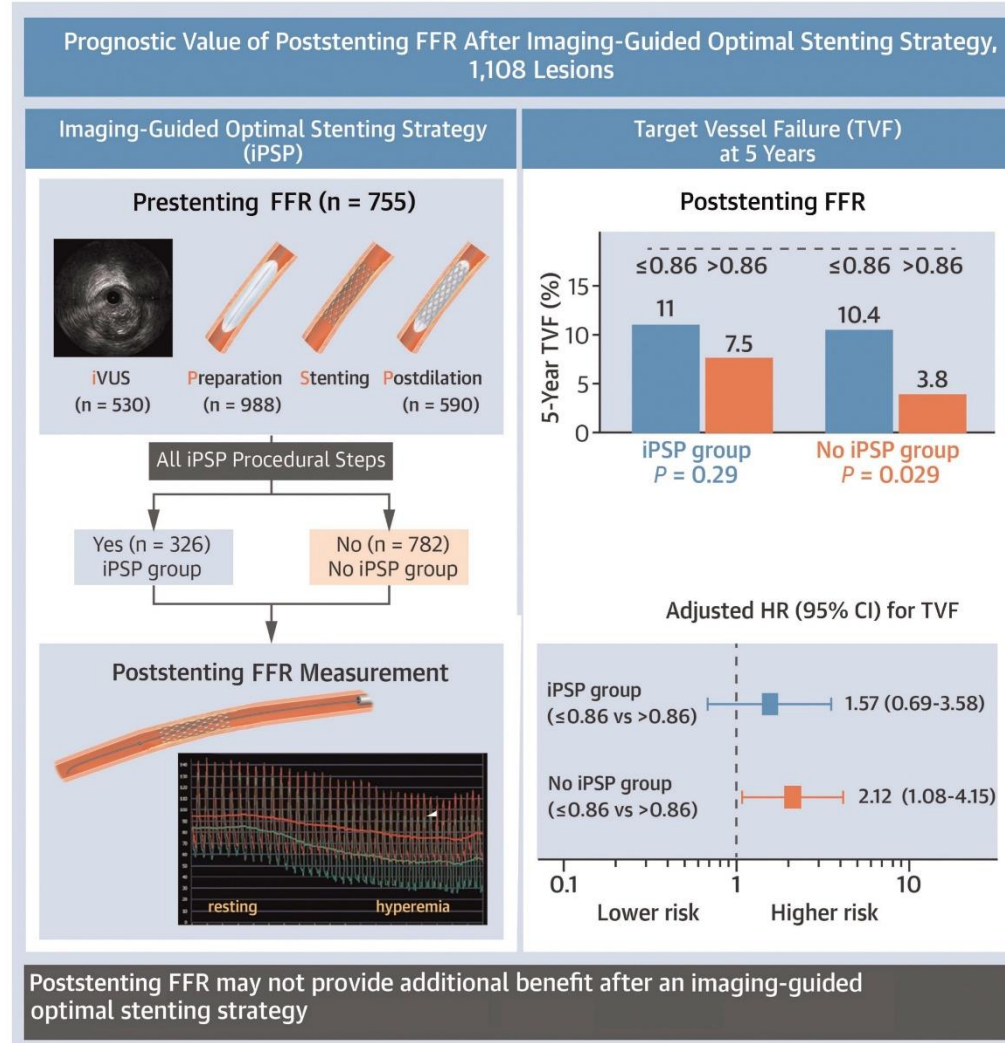 Prognostic Value of Poststenting FFR After Imaging-Guided Optimal Stenting Strategy,
1,108 Lesions
Imaging-Guided Optimal Stenting Strategy
(iPSP)
Prestenting FFR (n = 755)
iVUS
(n = 530)
Preparation
(n = 988)
Stenting
Postdilation
(n = 590)
All iPSP Procedural Steps
Yes (n = 326)
iPSP group
No (n = 782)
No iPSP group
Poststenting FFR Measurement
resting
hyperemia
Target Vessel Failure (TVF)
at 5 Years
Poststenting FFR
5-Year TVF (%)
15
10
5
0
≤0.86 >0.86
≤0.86 >0.86
11
7.5
10.4
3.8
iPSP group
P = 0.29
No iPSP group
P = 0.029
Adjusted HR (95% CI) for TVF
iPSP group
(≤0.86 vs >0.86)
1.57 (0.69-3.58)
No iPSP group
(≤0.86 vs >0.86)
2.12 (1.08-4.15)
0.1
1
10
Lower risk
Higher risk
Poststenting FFR may not provide additional benefit after an imaging-guided
optimal stenting strategy